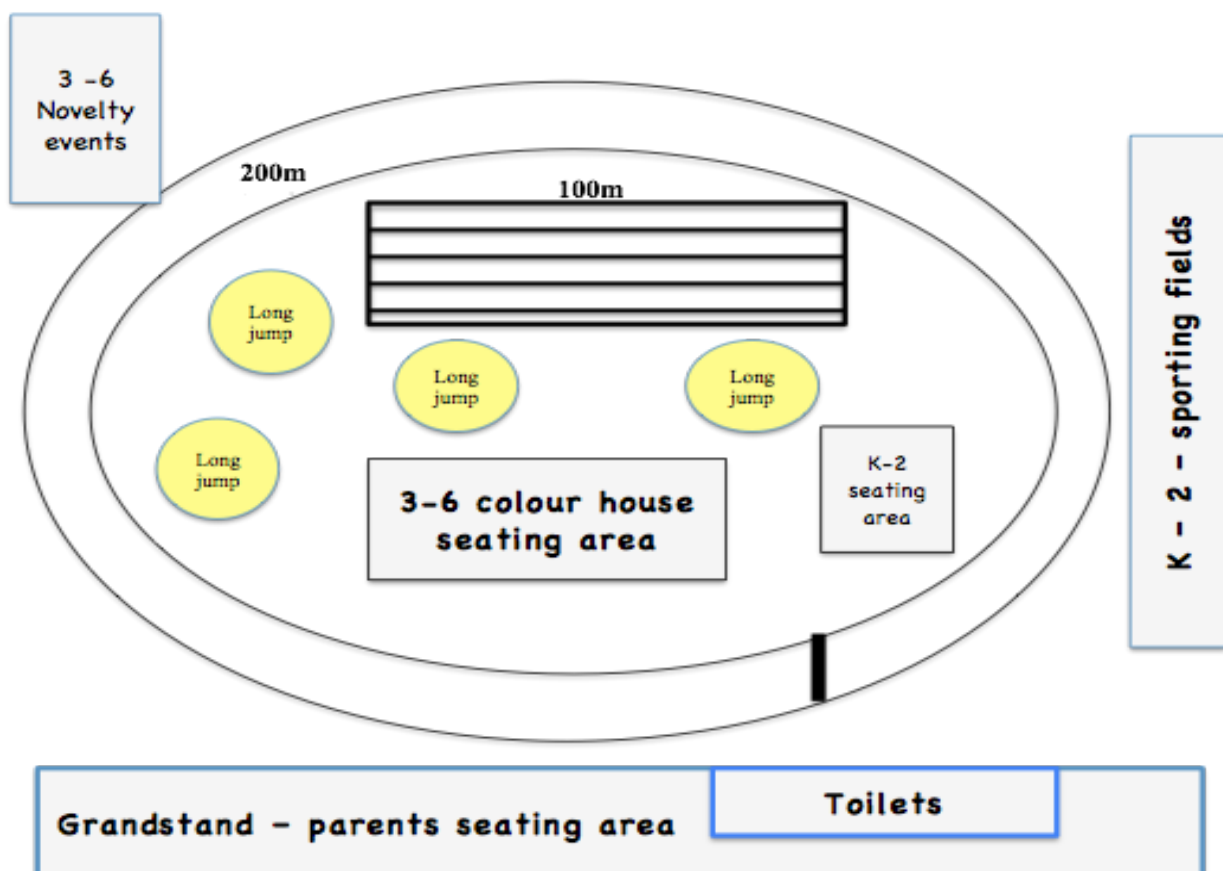 3 -6
Novelty
events
200m
100m
Long
jump
Long
jump
Long
jump
Long
jump
3-6 colour house
seating area
K-2
seating
area
K - 2 - sporting fields
Grandstand - parents seating area
Toilets